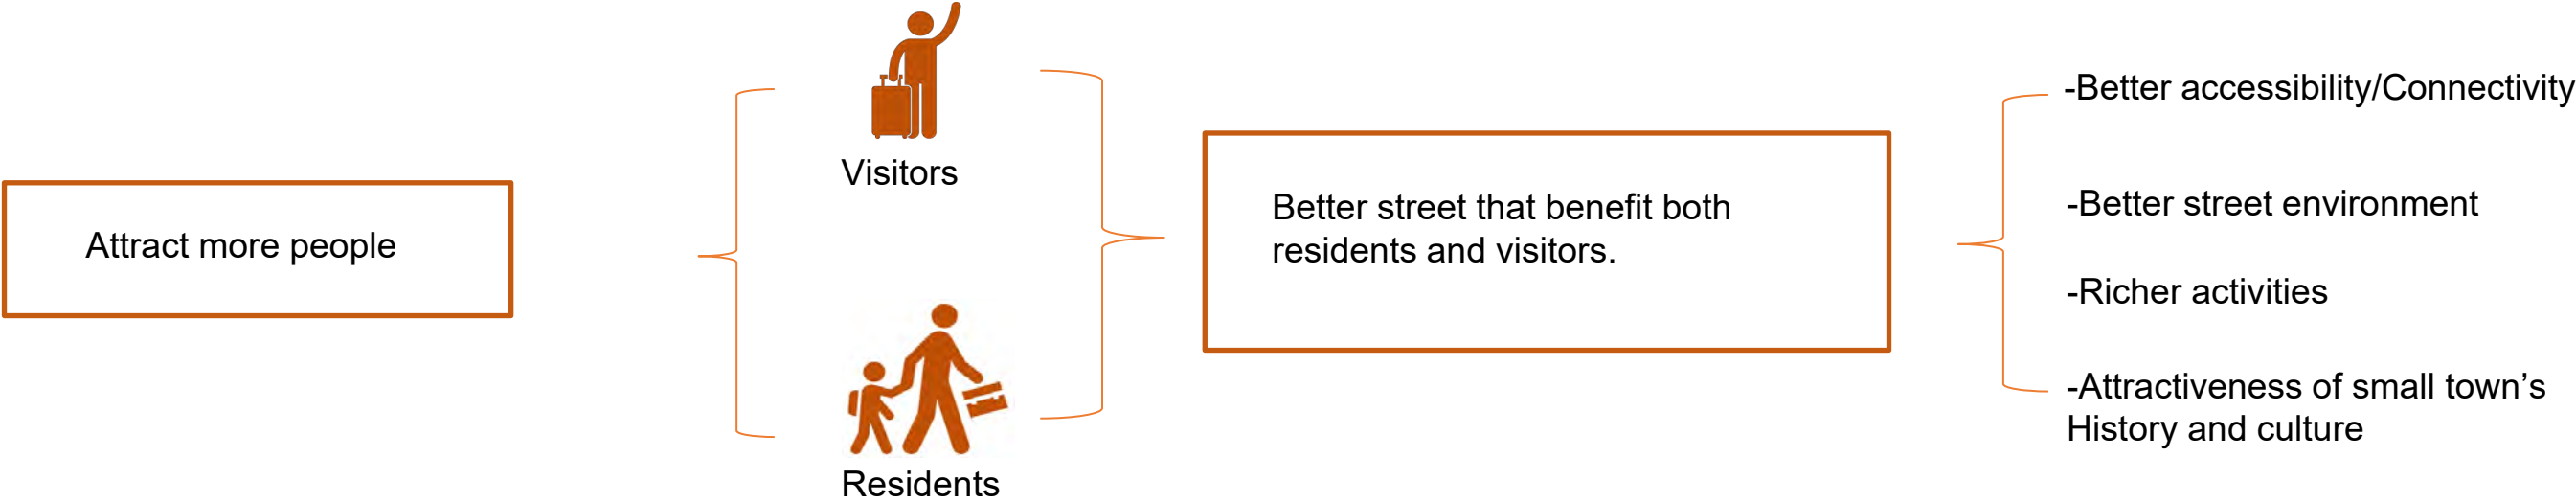 Attract more people
Visitors
Residents
Better street that benefit both
residents and visitors.
-Better accessibility/Connectivity
-Better street environment
-Richer activities
-Attractiveness of small town’s
History and culture